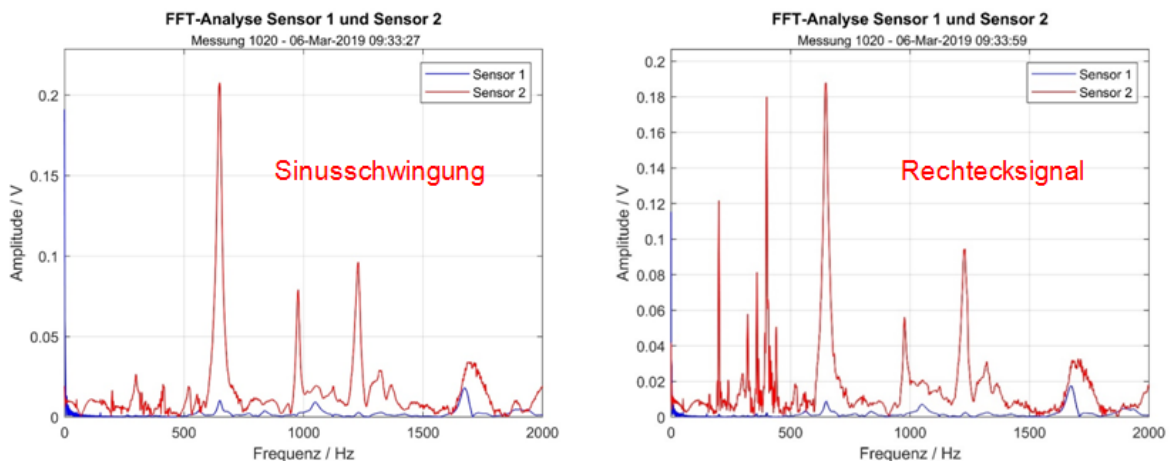 FFT-Analyse Sensor 1 und Sensor 2
Messung 1020 - 06-Mar-2019 09:33:27
Sensor 1
Sensor 2
Sinusschwingung
Amplitude / V
0.2
0.15
0.1
0.05
0
0
500
1000
1500
2000
Frequenz / Hz
FFT-Analyse Sensor 1 und Sensor 2
Messung 1020 - 06-Mar-2019 09:33:59
Sensor 1
Sensor 2
Rechtecksignal
Amplitude / V
0.2
0.18
0.16
0.14
0.12
0.1
0.08
0.06
0.04
0.02
0
0
500
1000
1500
2000
Frequenz / Hz